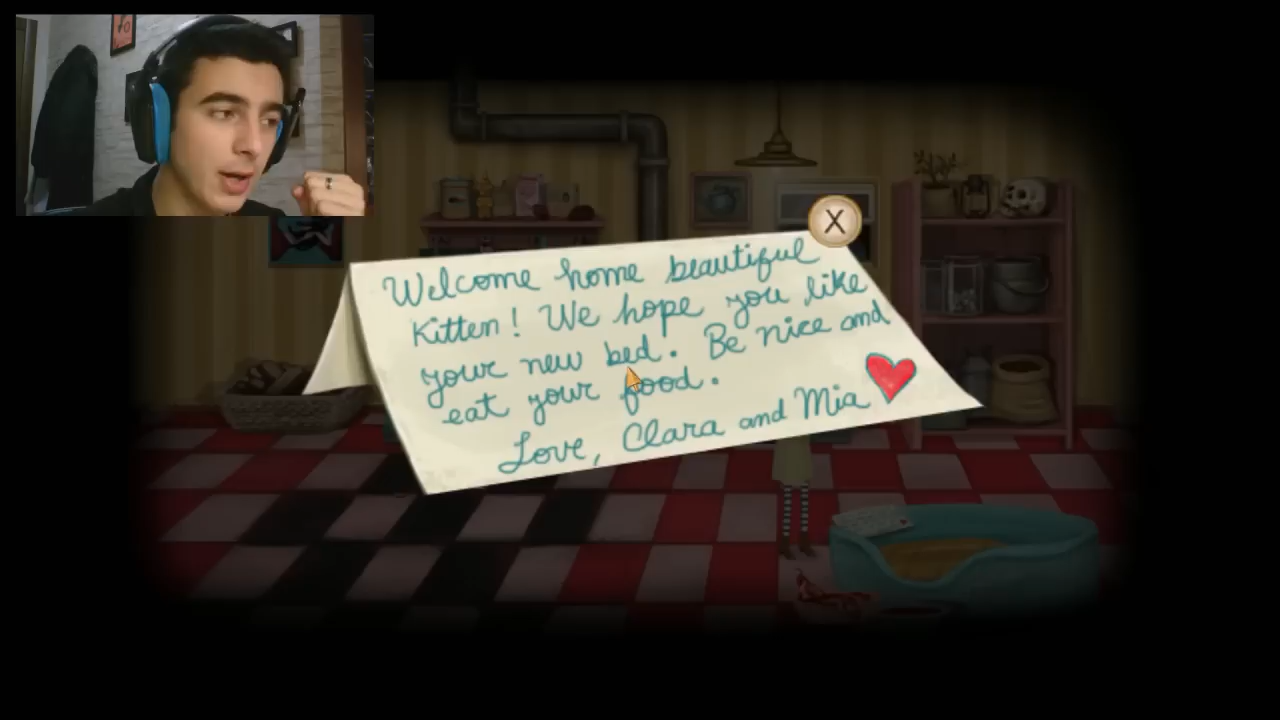 Welcome home beautiful
Kitten! We hope you like
your new bed. Be nice and
eat your food.
Love, Clara and Mia
X